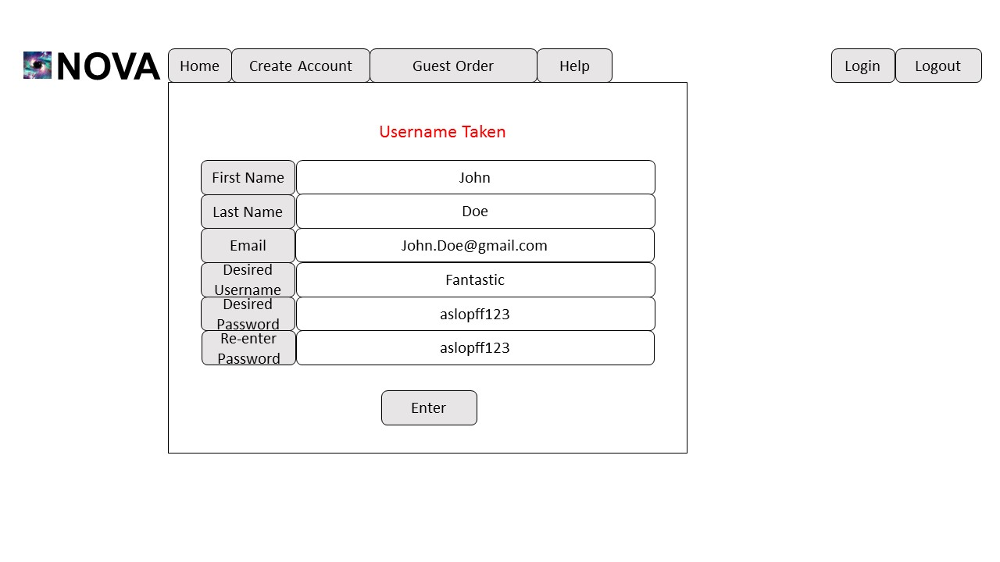 NOVA Home Create Account Guest Order Help Login Logout
Username Taken
First Name John
Last Name Doe
Email John.Doe@gmail.com
Desired
Username Fantastic
Desired
Password aslopff123
Re-enter
Password aslopff123
Enter